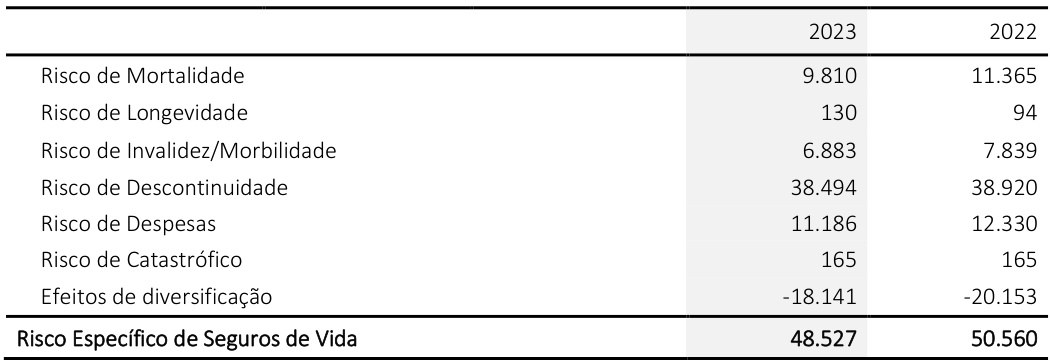 2023 2022
Risco de Mortalidade 9.810 11.365
Risco de Longevidade 130 94
Risco de Invalidez/Morbilidade 6.883 7.839
Risco de Descontinuidade 38.494 38.920
Risco de Despesas 11.186 12.330
Risco de Catastrófico 165 165
Efeitos de diversificação -18.141 -20.153
Risco Específico de Seguros de Vida 48.527 50.560